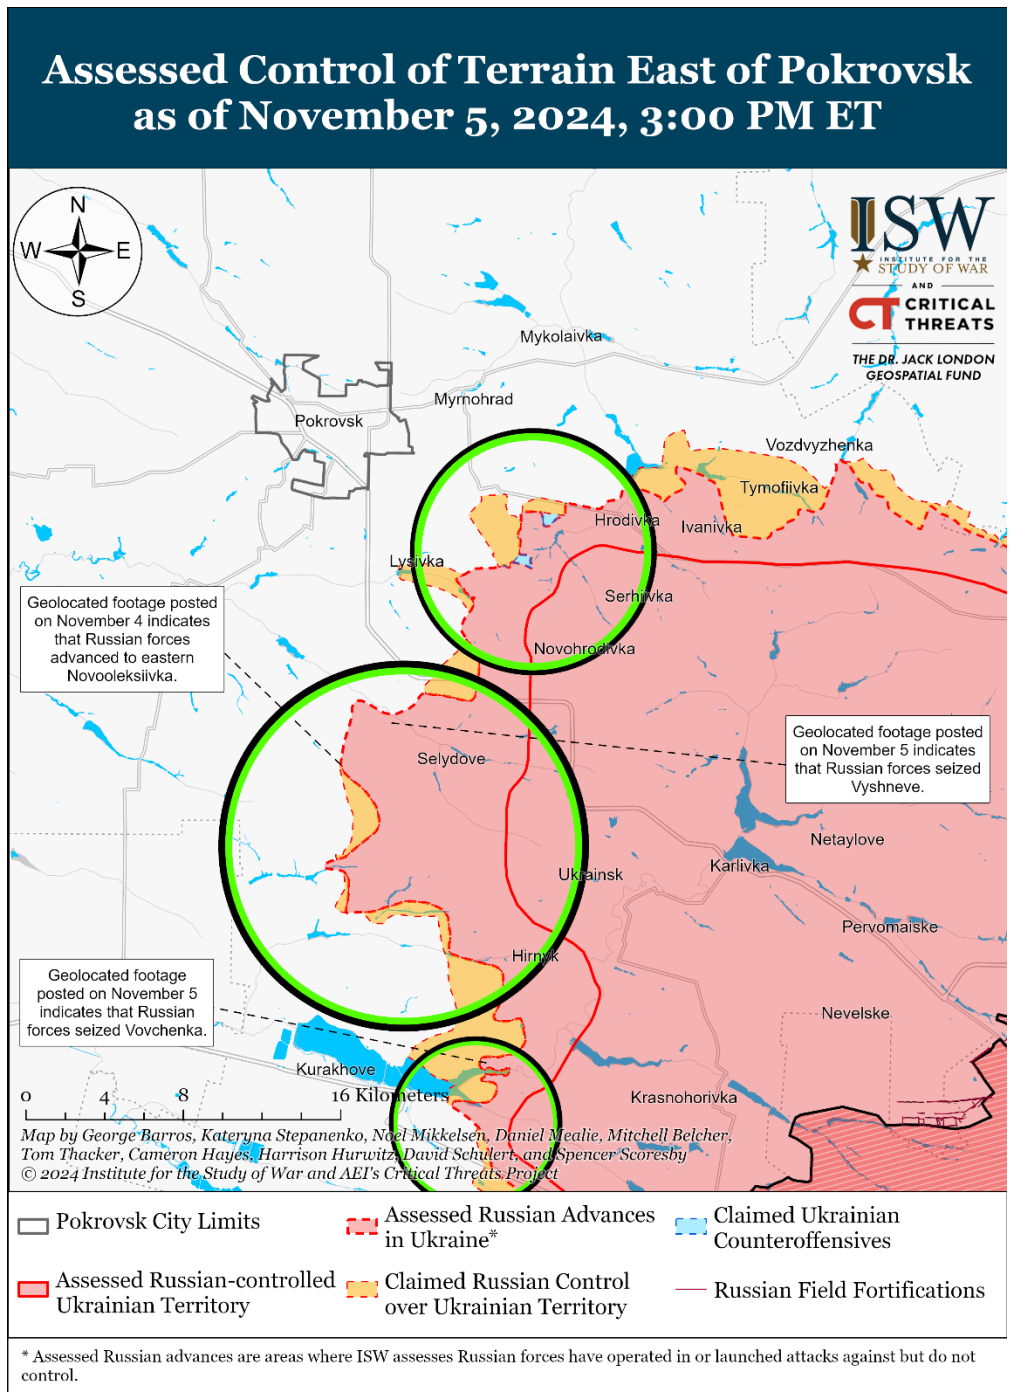 Assessed Control of Terrain East of Pokrovsk
as of November 5, 2024, 3:00 PM ET
N
W
E
S
ISW
INSTITUTE FOR THE
STUDY OF WAR
AND
CT CRITICAL
THREATS
THE DR. JACK LONDON
GEOSPATIAL FUND
Mykolaivka
Myrnohrad
Pokrovsk
Vozdvyzhenka
Tymofiivka
Hrodivka
Ivanivka
Lysivka
Serhiivka
Geolocated footage posted
on November 4 indicates
that Russian forces
advanced to eastern
Novooleksiivka.
Novohrodivka
Geolocated footage posted
on November 5 indicates
that Russian forces seized
Vyshneve.
Selydove
Netaylove
Karlivka
Ukrainsk
Pervomaiske
Hirnyk
Geolocated footage
posted on November 5
indicates that Russian
forces seized Vovchenka.
Nevelske
Kurakhove
Krasnohorivka
0 4 8 16 Kilometers
Map by George Barros, Kateryna Stepanenko, Noel Mikkelsen, Daniel Mealie, Mitchell Belcher,
Tom Thacker, Cameron Hayes, Harrison Hurwitz, David Schulert, and Spencer Scoresby
© 2024 Institute for the Study of War and AEI's Critical Threats Project
Pokrovsk City Limits
Assessed Russian Advances
in Ukraine*
Claimed Ukrainian
Counteroffensives
Assessed Russian-controlled
Ukrainian Territory
Claimed Russian Control
over Ukrainian Territory
Russian Field Fortifications
* Assessed Russian advances are areas where ISW assesses Russian forces have operated in or launched attacks against but do not
control.